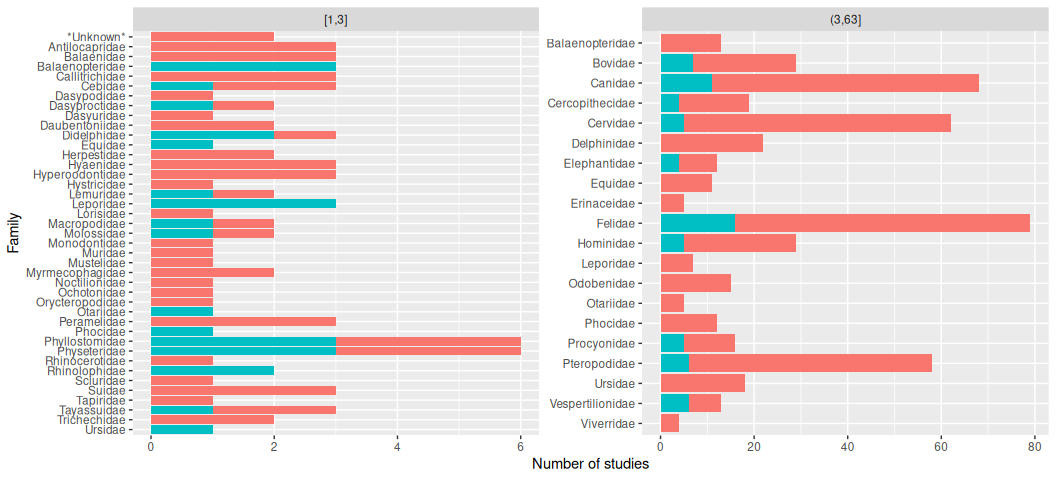 [1,3]
(3,63]
Family
*Unknown*
Antilocapridae
Balaenidae
Balaenopteridae
Callitrichidae
Cebidae
Dasypodidae
Dasyproctidae
Dasyuridae
Daubentoniidae
Didelphidae
Equidae
Herpestidae
Hyaenidae
Hyperoodontidae
Hystricidae
Lemuridae
Leporidae
Lorisidae
Macropodidae
Molossidae
Monodontidae
Muridae
Mustelidae
Myrmecophagidae
Noctilionidae
Ochotonidae
Orycteropodidae
Otariidae
Peramelidae
Phocidae
Phyllostomidae
Physeteridae
Rhinocerotidae
Rhinolophidae
Sciuridae
Suidae
Tapiridae
Tayassuidae
Trichechidae
Ursidae
0 2 4 6
Balaenopteridae
Bovidae
Canidae
Cercopithecidae
Cervidae
Delphinidae
Elephantidae
Equidae
Erinaceidae
Felidae
Hominidae
Leporidae
Odobenidae
Otariidae
Phocidae
Procyonidae
Pteropodidae
Ursidae
Vespertilionidae
Viverridae
0 20 40 60 80
Number of studies